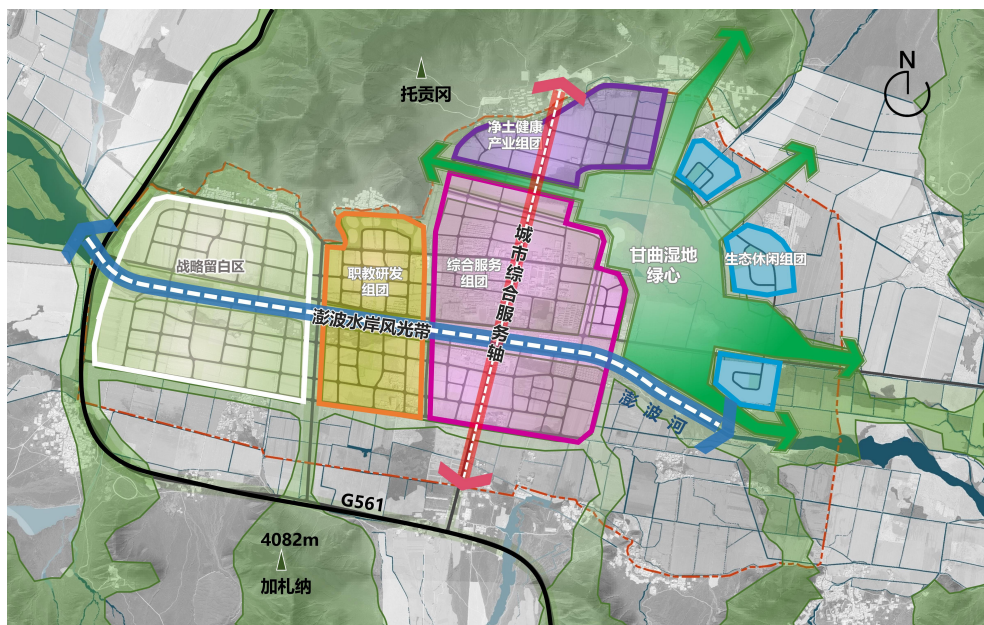 N
托贡冈
净土健康
产业组团
城市综合服务轴
甘曲湿地
绿心
生态休闲组团
战略留白区
职教研发
组团
综合服务
组团
澎波水岸风光带
澎波河
G561
4082m
加札纳